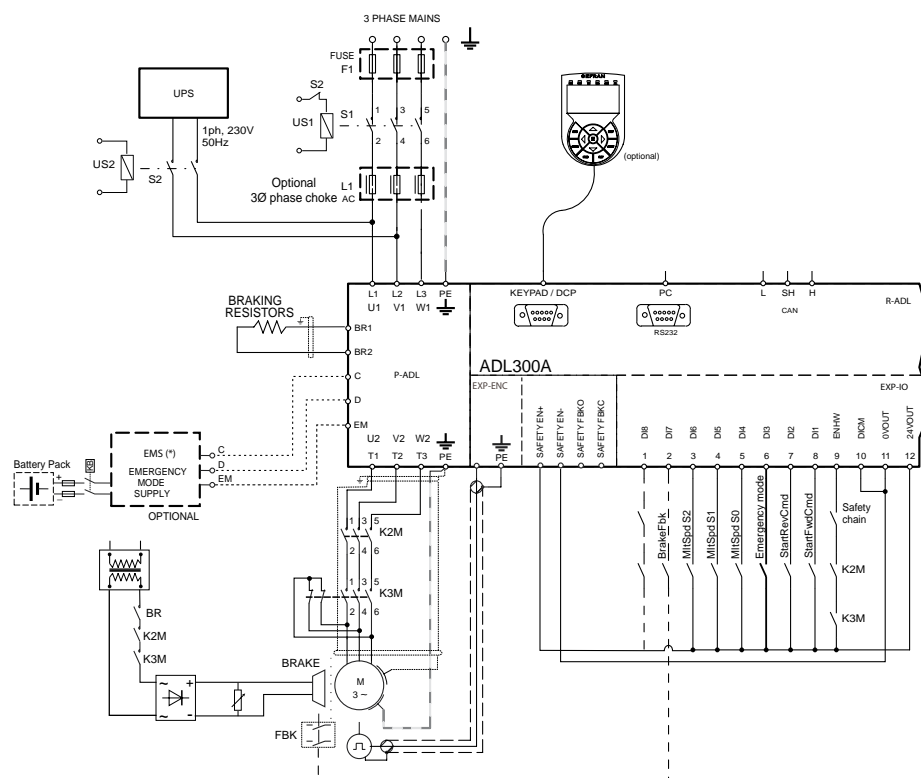 3 PHASE MAINS
FUSE
F1
UPS
1ph, 230V
50Hz
S2
US1
S1
1
3
5
2
4
6
US2
S2
Optional
3Ø phase choke
L1
AC
GEFRAN
(optional)
L1
L2
L3
PE
U1
V1
W1
KEYPAD / DCP
PC
RS232
L
SH
H
CAN
R-ADL
BRAKING
RESISTORS
BR1
BR2
C
D
EM
P-ADL
ADL300A
EXP-ENC
EXP-IO
U2
V2
W2
T1
T2
T3
PE
PE
SAFETY EN+
SAFETY EN-
SAFETY FBKO
SAFETY FBKC
DI8
DI7
DI6
DI5
DI4
DI3
DI2
DI1
ENHW
DICM
0VOUT
24VOUT
1
2
3
4
5
6
7
8
9
10
11
12
Battery Pack
+
–
EMS (*)
EMERGENCY
MODE
SUPPLY
C
D
EM
OPTIONAL
1
3
5
K2M
2
4
6
1
3
5
K3M
2
4
6
BrakeFbk
MltSpd S2
MltSpd S1
MltSpd S0
Emergency mode
StartRevCmd
StartFwdCmd
Safety
chain
K2M
K3M
BR
K2M
K3M
~
+
~
-
BRAKE
M
3 ~
FBK